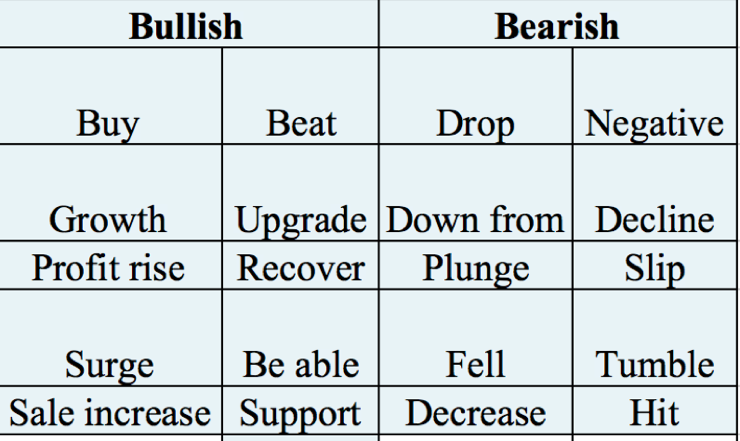 Bullish Bearish
Buy Beat Drop Negative
Growth Upgrade Down from Decline
Profit rise Recover Plunge Slip
Surge Be able Fell Tumble
Sale increase Support Decrease Hit